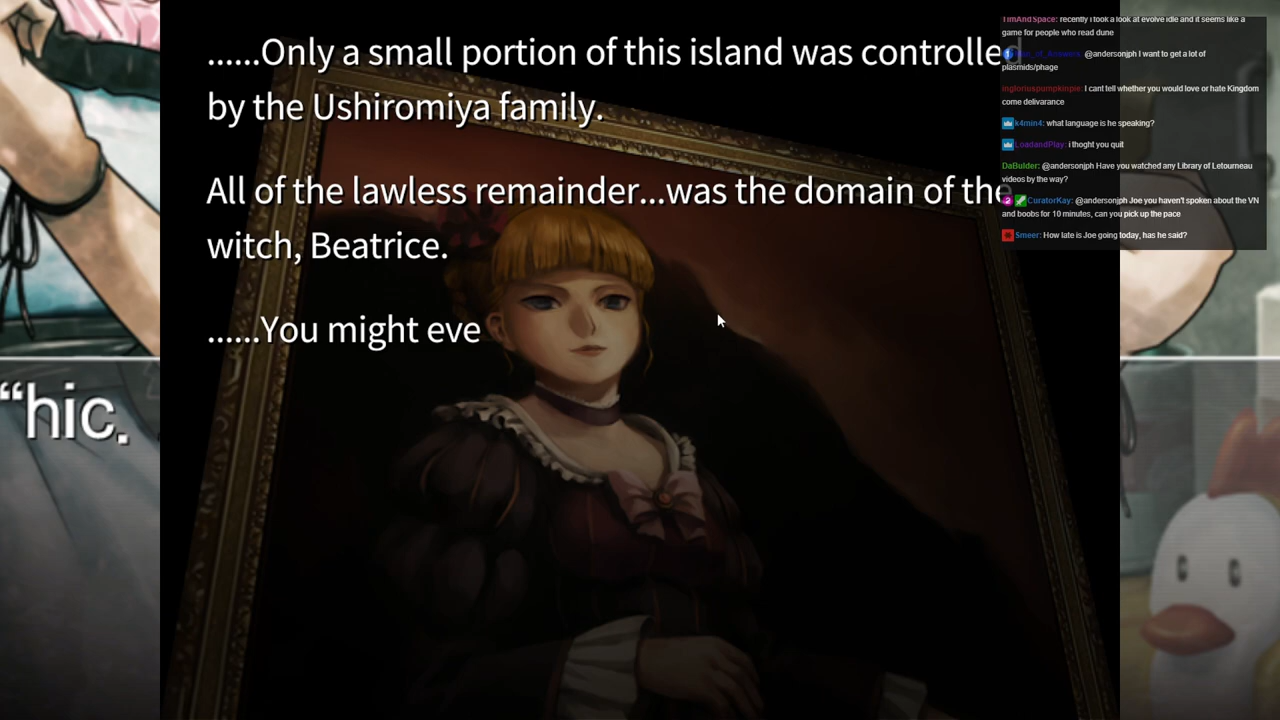 ......Only a small portion of this island was controlled
by the Ushiromiya family.
All of the lawless remainder...was the domain of the
witch, Beatrice.
......You might eve
“hic.
TimAndSpace: recently i took a look at evolve idle and it seems like a
game for people who read dune
@andersonjph I want to get a lot of
plasmids/phage
ingloriouspumpkinpie: I cant tell whether you would love or hate Kingdom
come delivarance
k4min4: what language is he speaking?
LoadandPlay: i thoght you quit
DaBulder: @andersonjph Have you watched any Library of Letourneau
videos by the way?
CuratorKay: @andersonjph Joe you haven't spoken about the VN
and boobs for 10 minutes, can you pick up the pace
Smeer: How late is Joe going today, has he said?